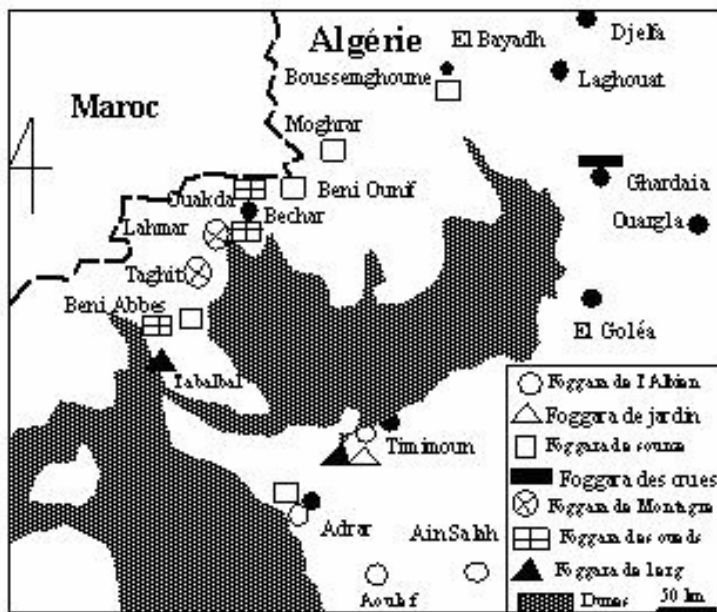 Algérie
El Bayadh
Djelfa
Boussemghoune
Laghouat
Maroc
Moghrar
Ouakda
Beni Ounif
Ghardaia
Bechar
Ouargla
Lahmar
Taghit
Beni Abbes
El Goléa
Tabalbal
Foggara de l'Albien
Foggara de jardin
Timimoun
Foggara de
Foggara des crues
Foggara de Montagne
Adrar
Ain Salah
Foggara des oueds
Foggara de l'erg
Aoulef
Dunes
50 km